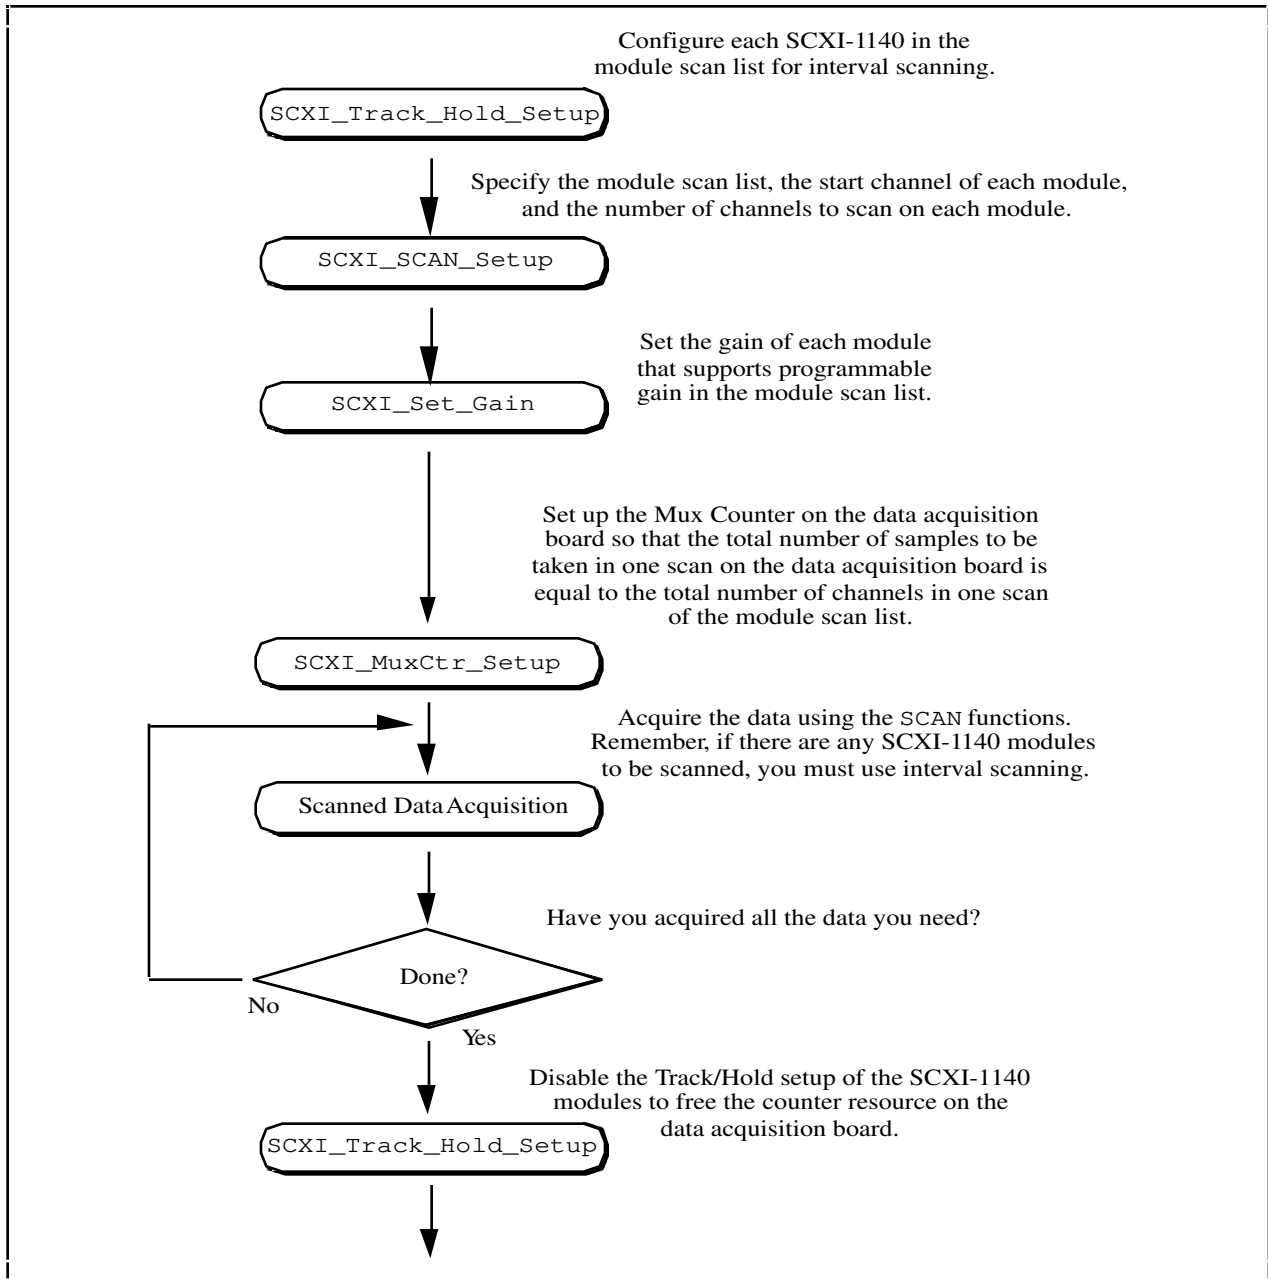 Configure each SCXI-1140 in the
module scan list for interval scanning.
SCXI_Track_Hold_Setup
Specify the module scan list, the start channel of each module,
and the number of channels to scan on each module.
SCXI_SCAN_Setup
Set the gain of each module
that supports programmable
gain in the module scan list.
SCXI_Set_Gain
Set up the Mux Counter on the data acquisition
board so that the total number of samples to be
taken in one scan on the data acquisition board is
equal to the total number of channels in one scan
of the module scan list.
SCXI_MuxCtr_Setup
Acquire the data using the SCAN functions.
Remember, if there are any SCXI-1140 modules
to be scanned, you must use interval scanning.
Scanned Data Acquisition
Have you acquired all the data you need?
Done?
No
Yes
Disable the Track/Hold setup of the SCXI-1140
modules to free the counter resource on the
data acquisition board.
SCXI_Track_Hold_Setup